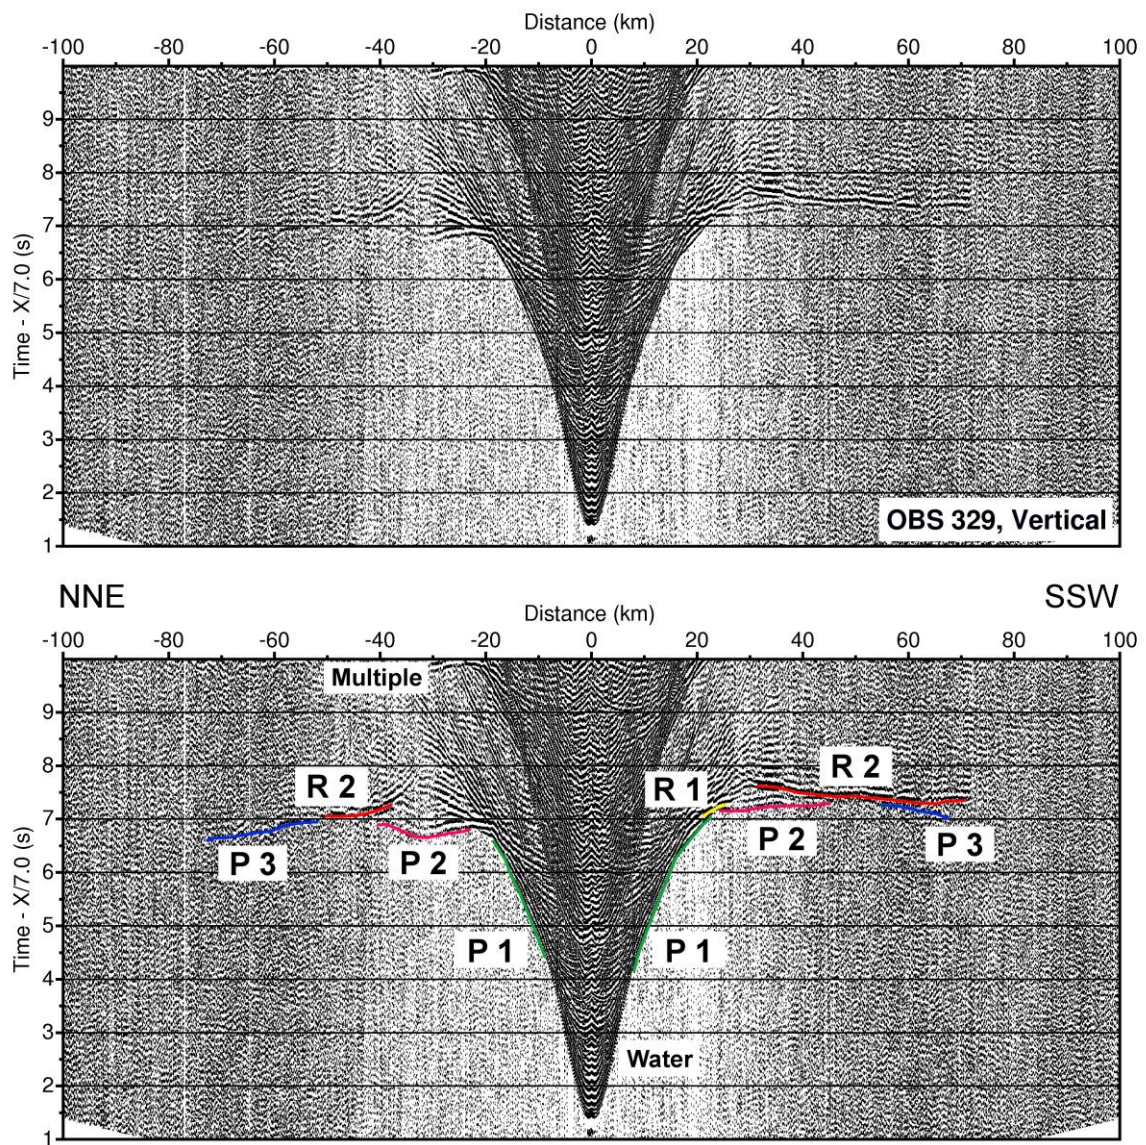 Distance (km)
-100 -80 -60 -40 -20 0 20 40 60 80 100
9
8
7
6
5
4
3
2
1
Time - X/7.0 (s)
OBS 329, Vertical
NNE SSW
Distance (km)
-100 -80 -60 -40 -20 0 20 40 60 80 100
Multiple
9
8
7
6
5
4
3
2
1
Time - X/7.0 (s)
R 2
R 1
R 2
P 3
P 2
P 2
P 3
P 1
P 1
Water